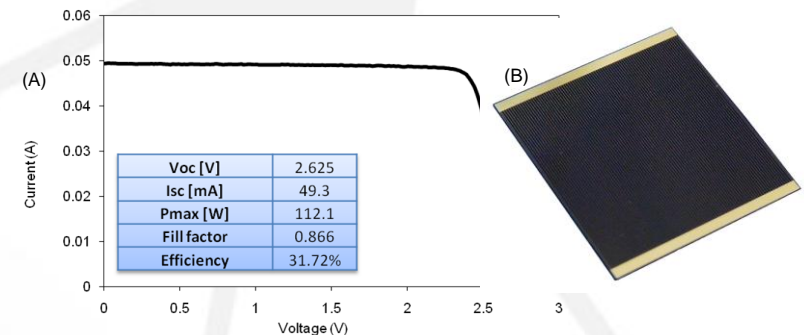 (A)
(B)
Current (A)
0.06
0.05
0.04
0.03
0.02
0.01
0
Voc [V] 2.625
Isc [mA] 49.3
Pmax [W] 112.1
Fill factor 0.866
Efficiency 31.72%
0 0.5 1 1.5 2 2.5 3
Voltage (V)